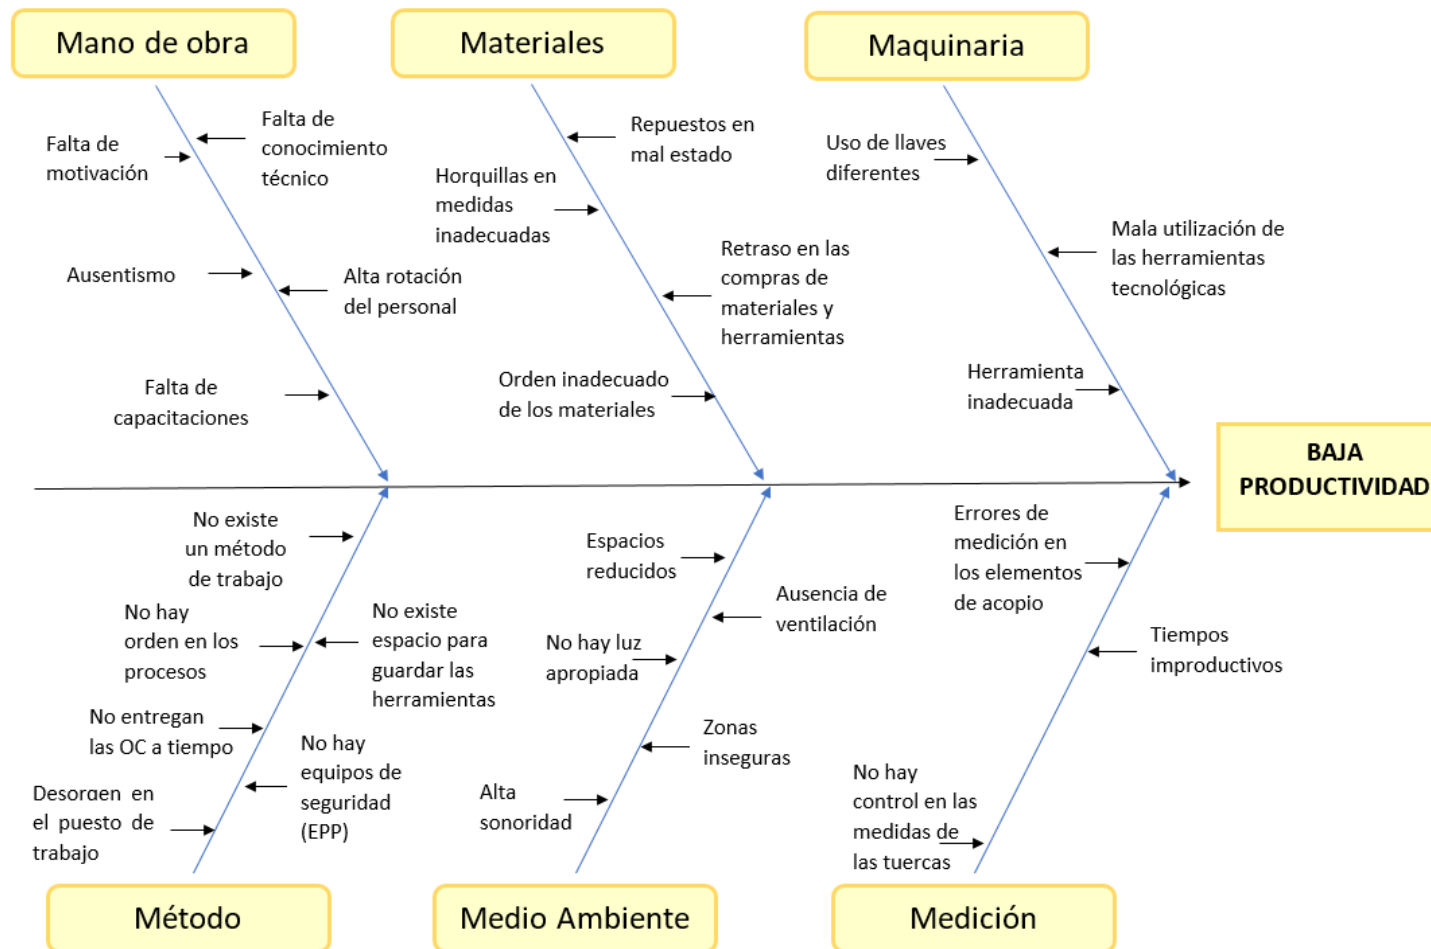 Mano de obra
Materiales
Maquinaria
Falta de
motivación
Falta de
conocimiento
técnico
Ausentismo
Alta rotación
del personal
Falta de
capacitaciones
Repuestos en
mal estado
Horquillas en
medidas
inadecuadas
Retraso en las
compras de
materiales y
herramientas
Orden inadecuado
de los materiales
Uso de llaves
diferentes
Mala utilización de
las herramientas
tecnológicas
Herramienta
inadecuada
BAJA
PRODUCTIVIDAD
No existe
un método
de trabajo
No hay
orden en los
procesos
No existe
espacio para
guardar las
herramientas
No entregan
las OC a tiempo
No hay
equipos de
seguridad
(EPP)
Desorden en
el puesto de
trabajo
Espacios
reducidos
Ausencia de
ventilación
No hay luz
apropiada
Zonas
inseguras
Alta
sonoridad
Errores de
medición en
los elementos
de acopio
Tiempos
improductivos
No hay
control en las
medidas de
las tuercas
Método
Medio Ambiente
Medición